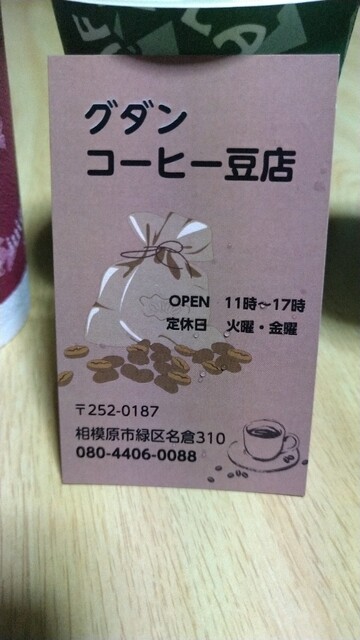 グダン
コーヒー豆店
OPEN 11時〜17時
定休日 火曜・金曜
〒252-0187
相模原市緑区名倉310
080-4406-0088